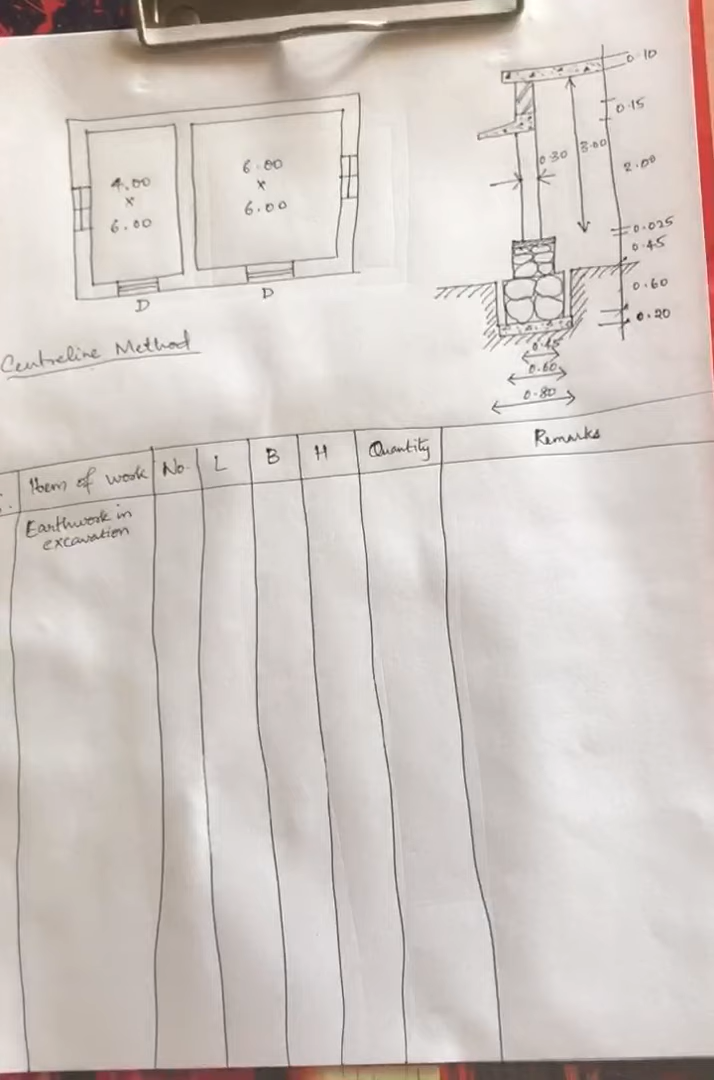 4.00
x
6.00
6.00
x
6.00
D
D
0.10
0.15
0.30
3.00
2.00
0.025
0.45
0.60
0.20
0.45
0.60
0.80
Centreline Method
Item of work
No.
L
B
H
Quantity
Remarks
Earthwork in
excavation